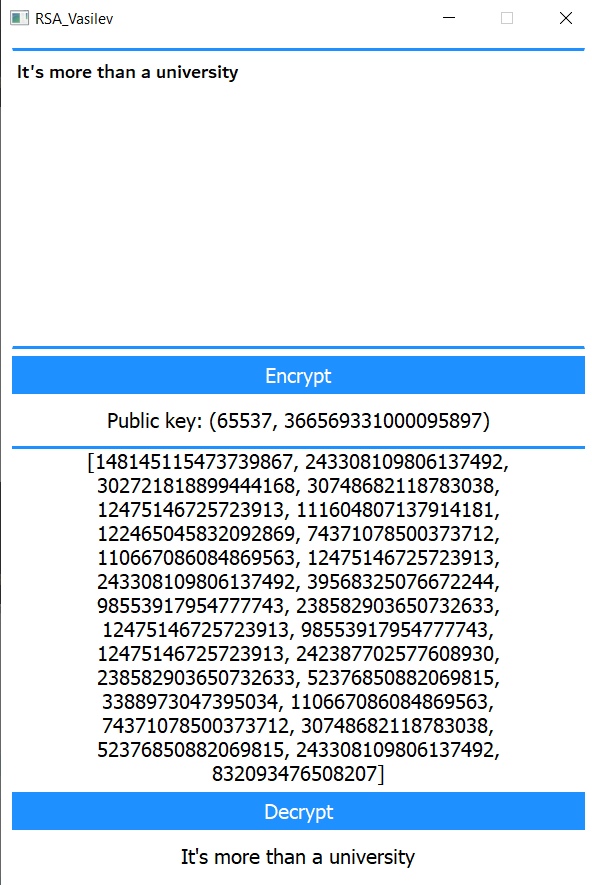 RSA_Vasilev
It's more than a university
Encrypt
Public key: (65537, 366569331000095897)
[148145115473739867, 243308109806137492,
302721818899444168, 30748682118783038,
12475146725723913, 111604807137914181,
122465045832092869, 74371078500373712,
110667086084869563, 12475146725723913,
243308109806137492, 39568325076672244,
98553917954777743, 238582903650732633,
12475146725723913, 98553917954777743,
12475146725723913, 242387702577608930,
238582903650732633, 52376850882069815,
3388973047395034, 110667086084869563,
74371078500373712, 30748682118783038,
52376850882069815, 243308109806137492,
832093476508207]
Decrypt
It's more than a university